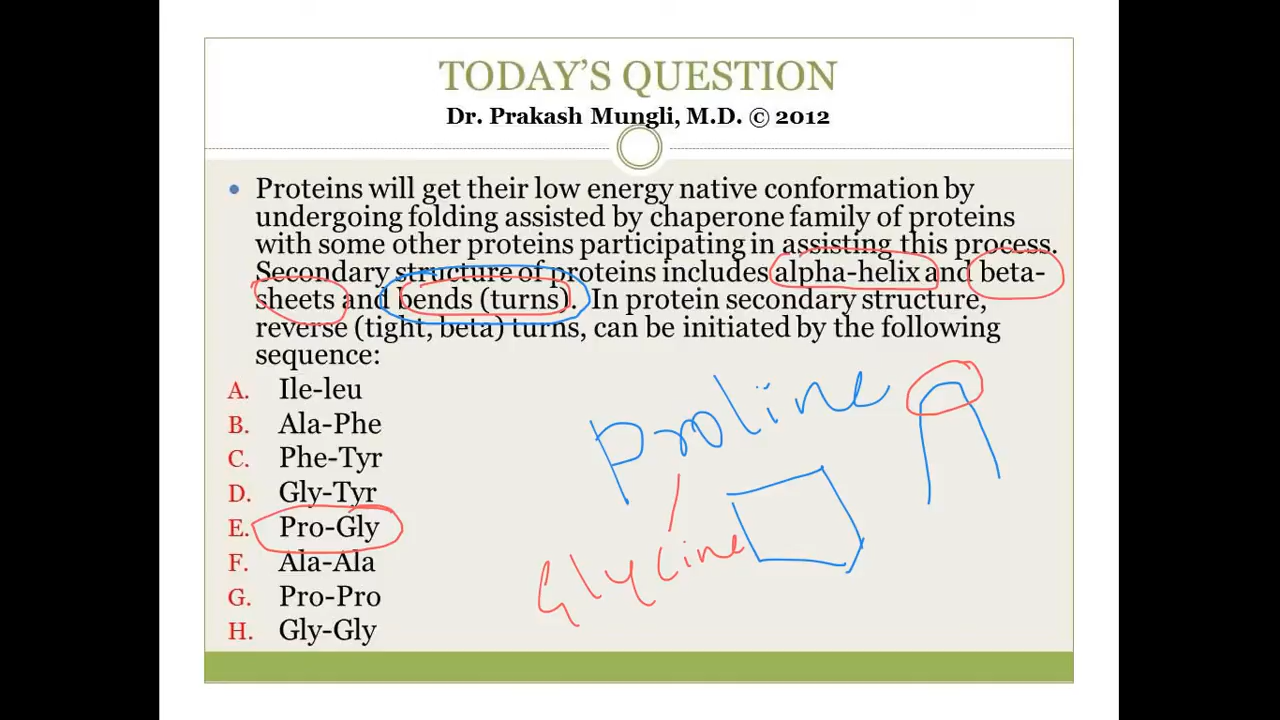 TODAY'S QUESTION
Dr. Prakash Mungli, M.D. © 2012
• Proteins will get their low energy native conformation by
undergoing folding assisted by chaperone family of proteins
with some other proteins participating in assisting this process.
Secondary structure of proteins includes alpha-helix and beta-
sheets and bends (turns). In protein secondary structure,
reverse (tight, beta) turns, can be initiated by the following
sequence:
A. Ile-leu
B. Ala-Phe
C. Phe-Tyr
D. Gly-Tyr
E. Pro-Gly
F. Ala-Ala
G. Pro-Pro
H. Gly-Gly
Proline
Glycine